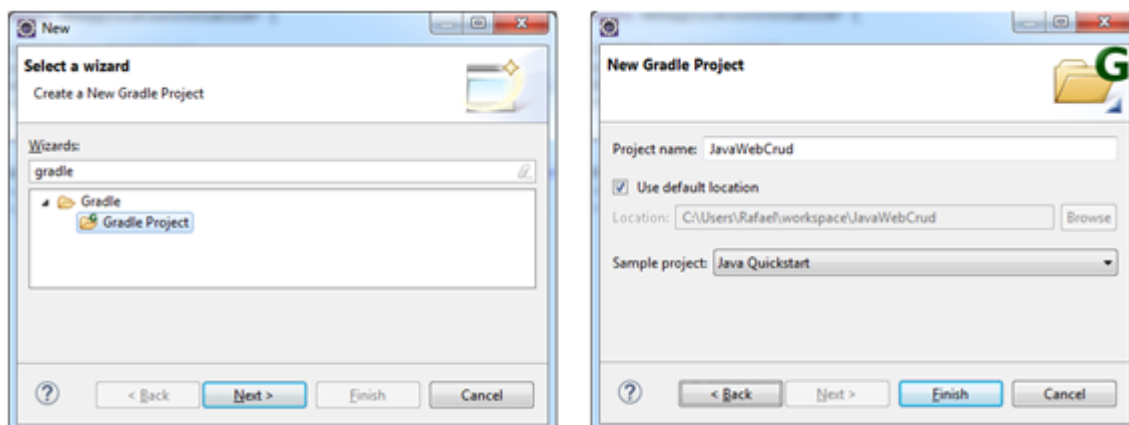 New
Select a wizard
Create a New Gradle Project
Wizards:
gradle
Gradle
Gradle Project
< Back Next > Finish Cancel
New Gradle Project
G
Project name: JavaWebCrud
Use default location
Location: C:\Users\Rafael\workspace\JavaWebCrud Browse
Sample project: Java Quickstart
< Back Next > Finish Cancel